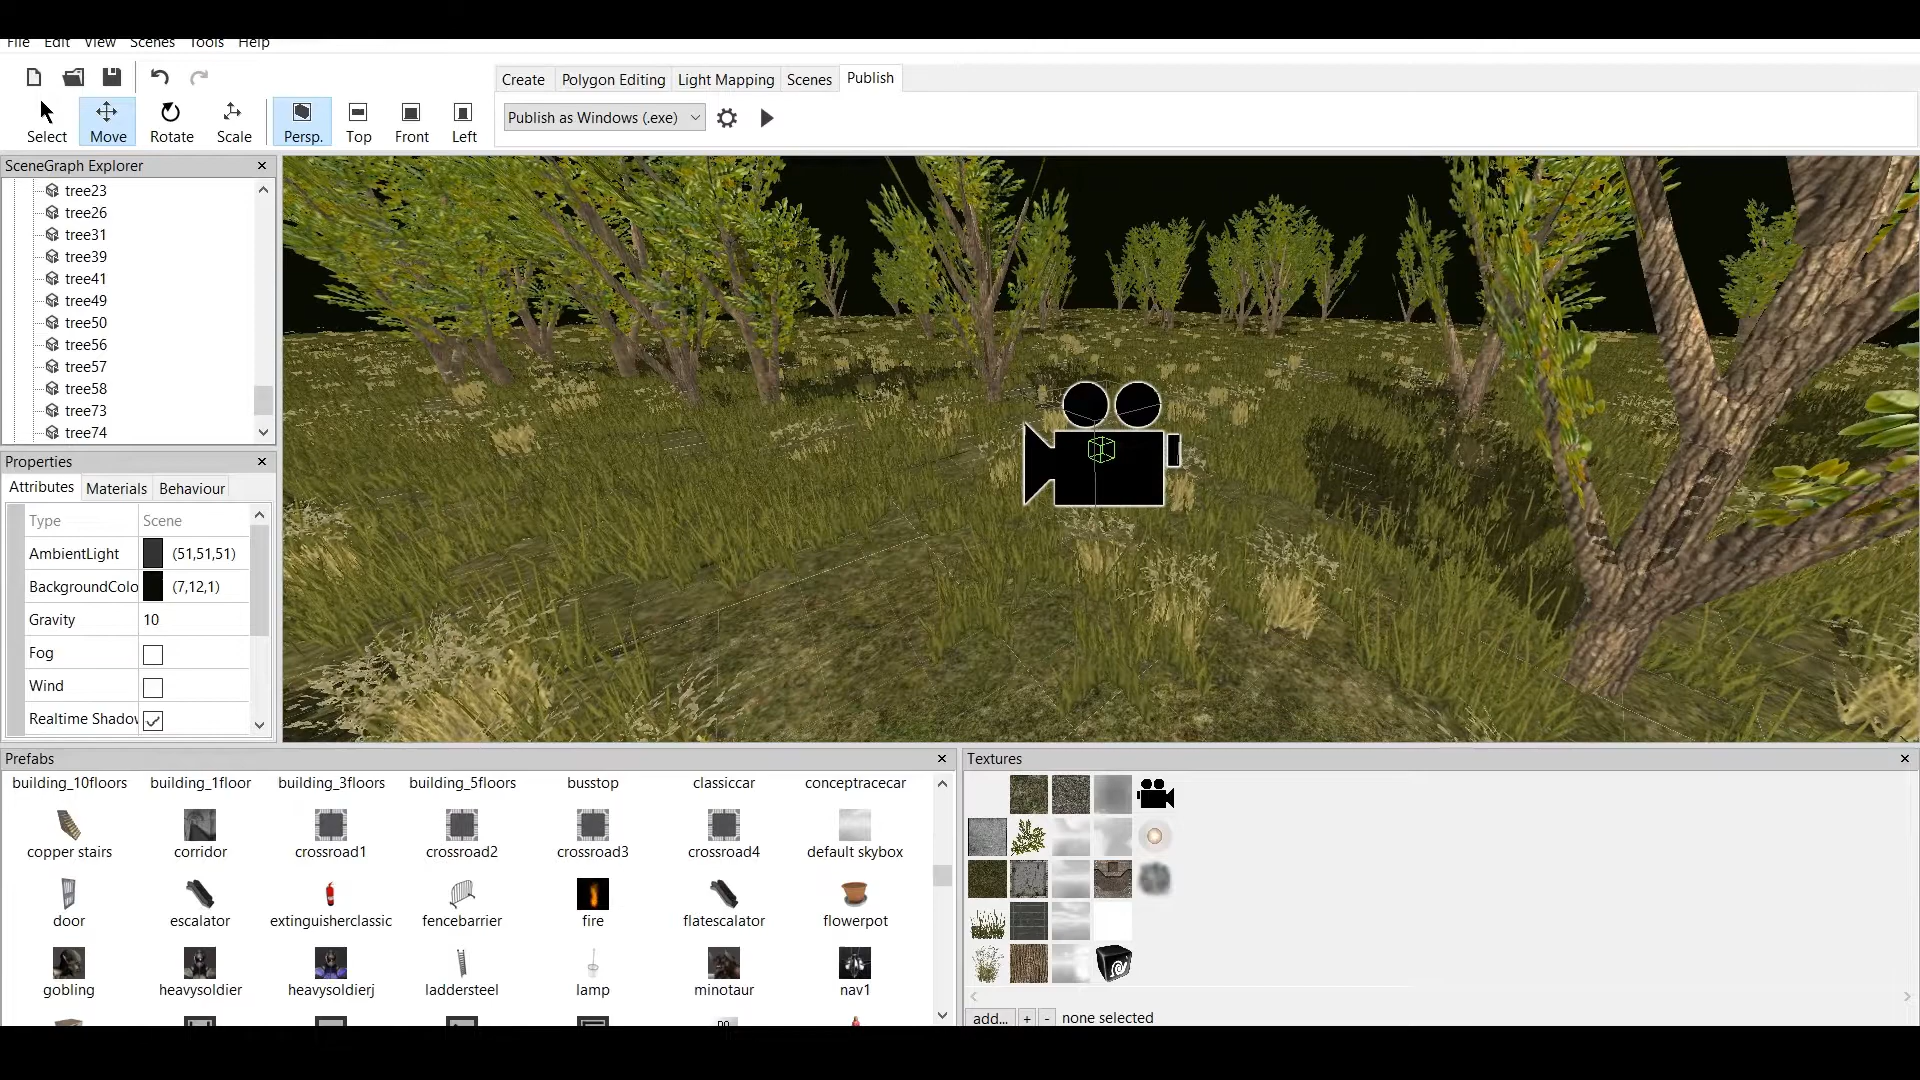 File Edit View Scenes Tools Help
Create Polygon Editing Light Mapping Scenes Publish
Publish as Windows (.exe)
Select Move Rotate Scale Persp. Top Front Left
SceneGraph Explorer
tree23
tree26
tree31
tree39
tree41
tree49
tree50
tree56
tree57
tree58
tree73
tree74
Properties
Attributes Materials Behaviour
Type Scene
AmbientLight (51,51,51)
BackgroundColo (7,12,1)
Gravity 10
Fog
Wind
Realtime Shadov
Prefabs
building_10floors building_1floor building_3floors building_5floors busstop classiccar conceptracecar
copper stairs corridor crossroad1 crossroad2 crossroad3 crossroad4 default skybox
door escalator extinguisherclassic fencebarrier fire flatescalator flowerpot
gobling heavysoldier heavysoldierj laddersteel lamp minotaur nav1
Textures
add... + - none selected